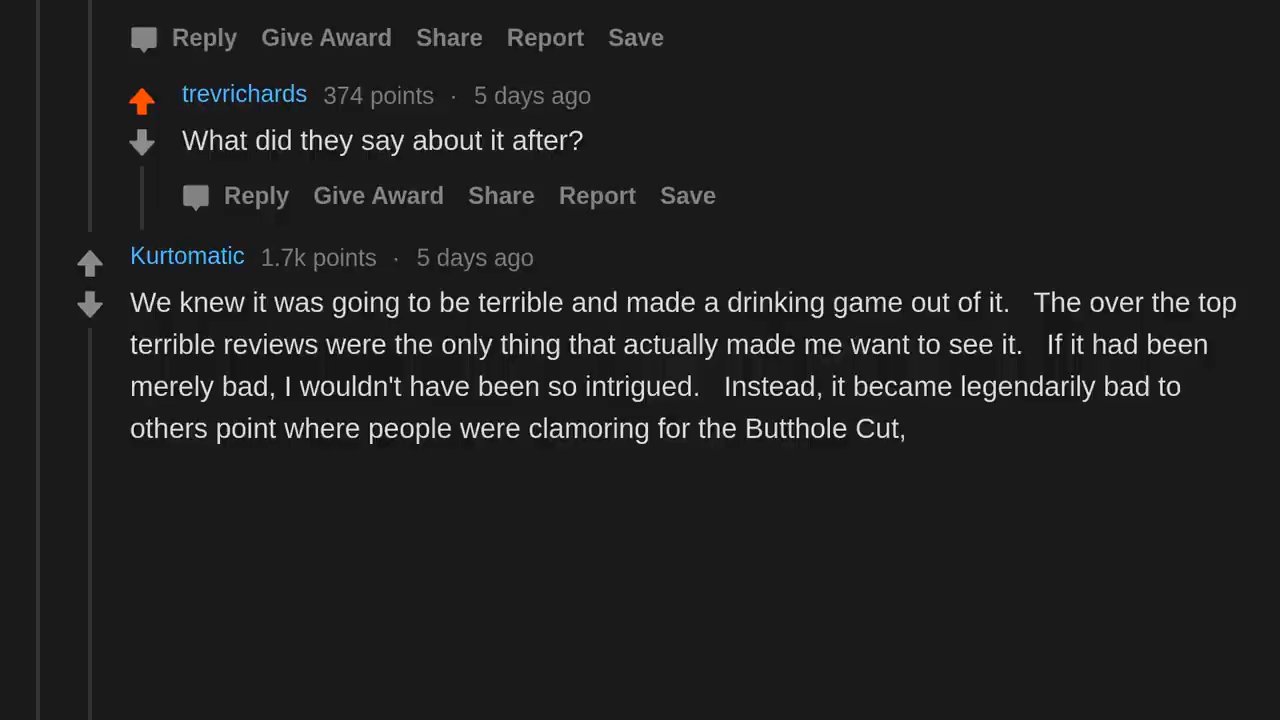 Reply Give Award Share Report Save
trevrichards 374 points · 5 days ago
What did they say about it after?
Reply Give Award Share Report Save
Kurtomatic 1.7k points · 5 days ago
We knew it was going to be terrible and made a drinking game out of it. The over the top
terrible reviews were the only thing that actually made me want to see it. If it had been
merely bad, I wouldn't have been so intrigued. Instead, it became legendarily bad to
others point where people were clamoring for the Butthole Cut,